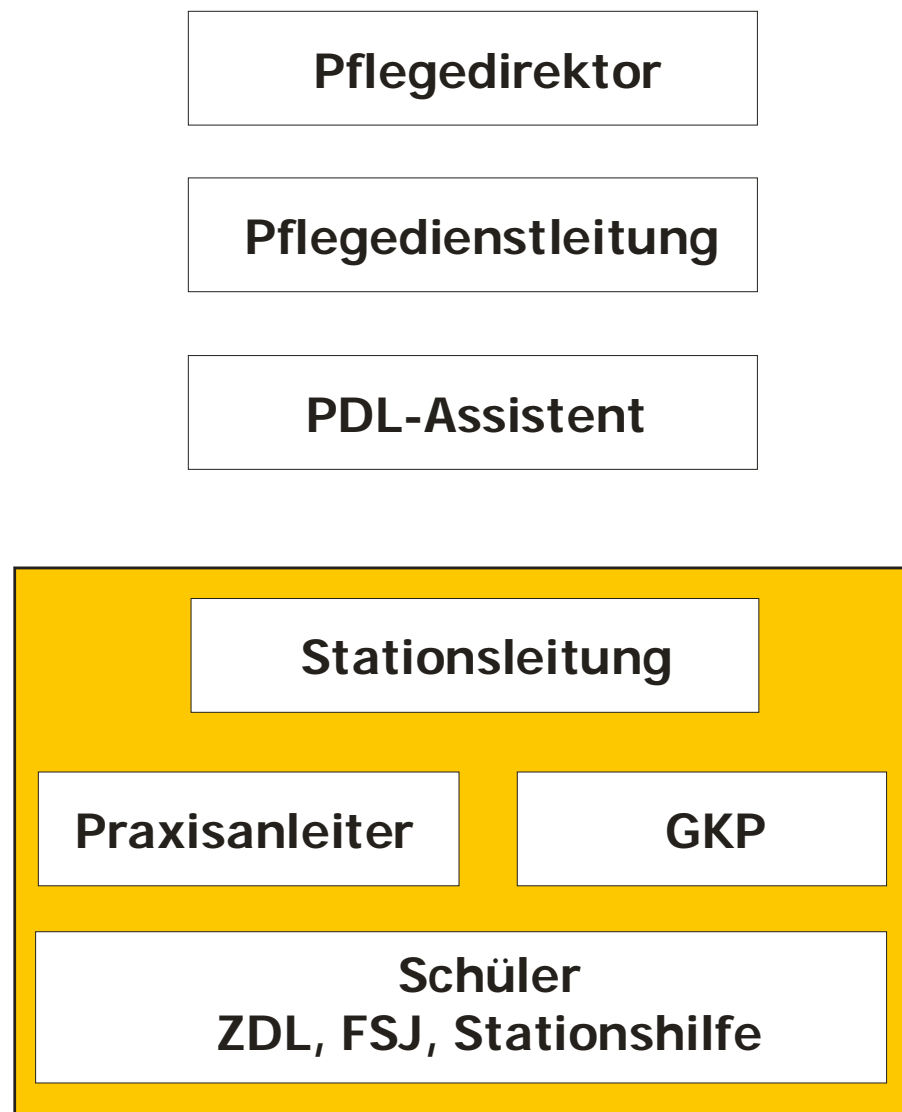 Pflegedirektor
Pflegedienstleitung
PDL-Assistent
Stationsleitung
Praxisanleiter
GKP
Schüler
ZDL, FSJ, Stationshilfe